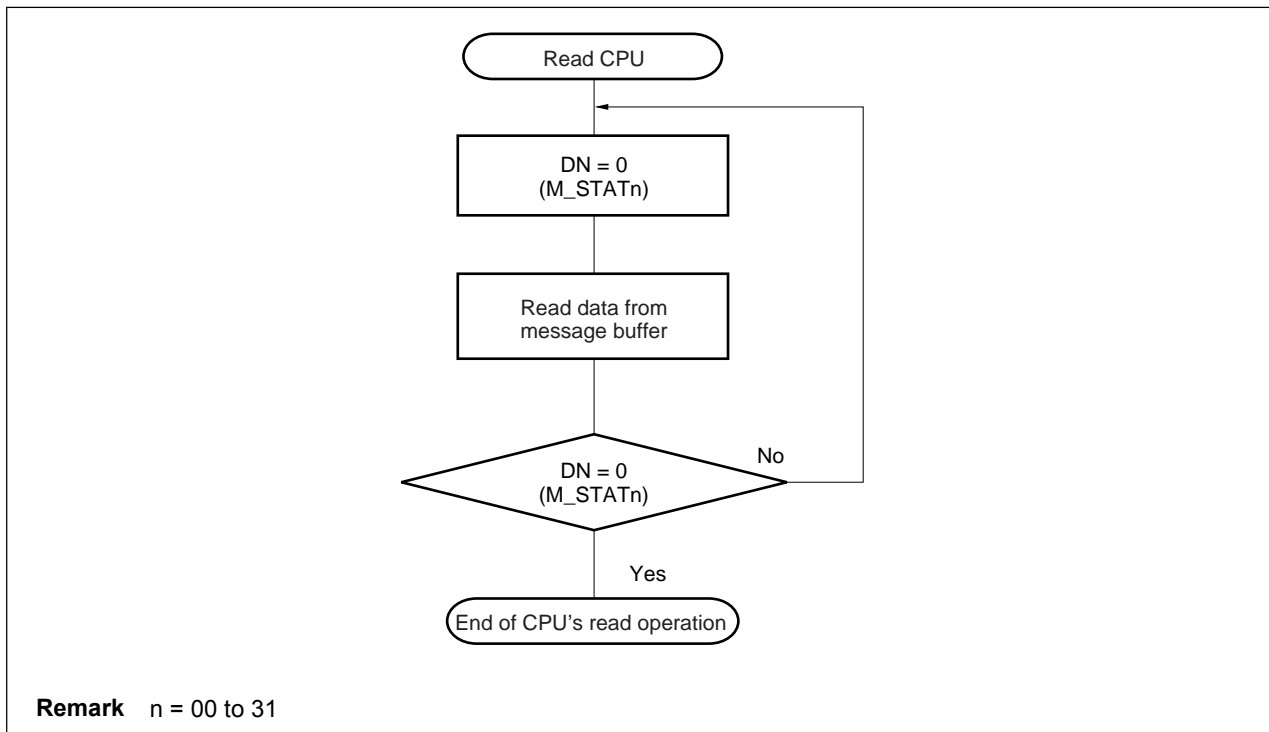 Read CPU
DN = 0
(M_STATn)
Read data from
message buffer
DN = 0
(M_STATn)
No
Yes
End of CPU's read operation
Remark n = 00 to 31